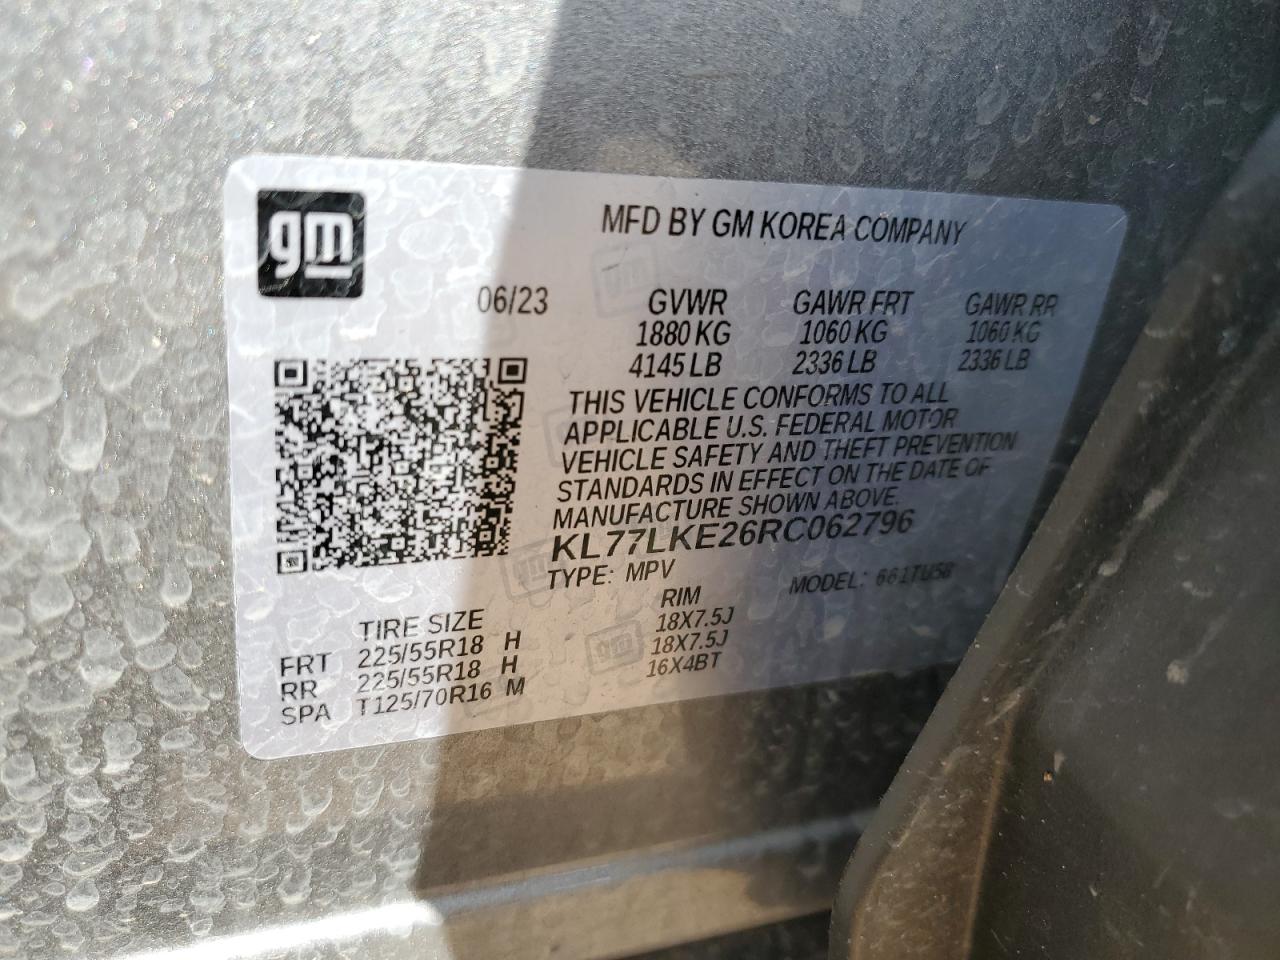 gm
MFD BY GM KOREA COMPANY
06/23 GVWR GAWR FRT GAWR RR
1880 KG 1060 KG 1060 KG
4145 LB 2336 LB 2336 LB
THIS VEHICLE CONFORMS TO ALL
APPLICABLE U.S. FEDERAL MOTOR
VEHICLE SAFETY AND THEFT PREVENTION
STANDARDS IN EFFECT ON THE DATE OF
MANUFACTURE SHOWN ABOVE.
KL77LKE26RC062796
TYPE: MPV MODEL: 661TU58
TIRE SIZE RIM
FRT 225/55R18 H 18X7.5J
RR 225/55R18 H 18X7.5J
SPA T125/70R16 M 16X4BT